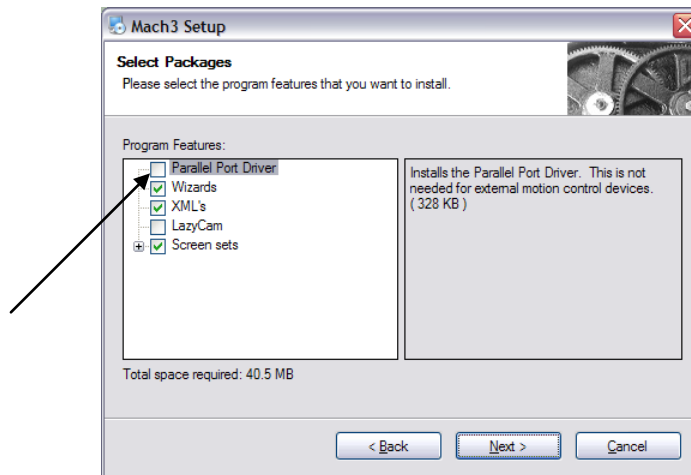 Mach3 Setup
Select Packages
Please select the program features that you want to install.
Program Features:
Parallel Port Driver
Wizards
XML's
LazyCam
Screen sets
Installs the Parallel Port Driver. This is not
needed for external motion control devices.
( 328 KB )
Total space required: 40.5 MB
< Back
Next >
Cancel